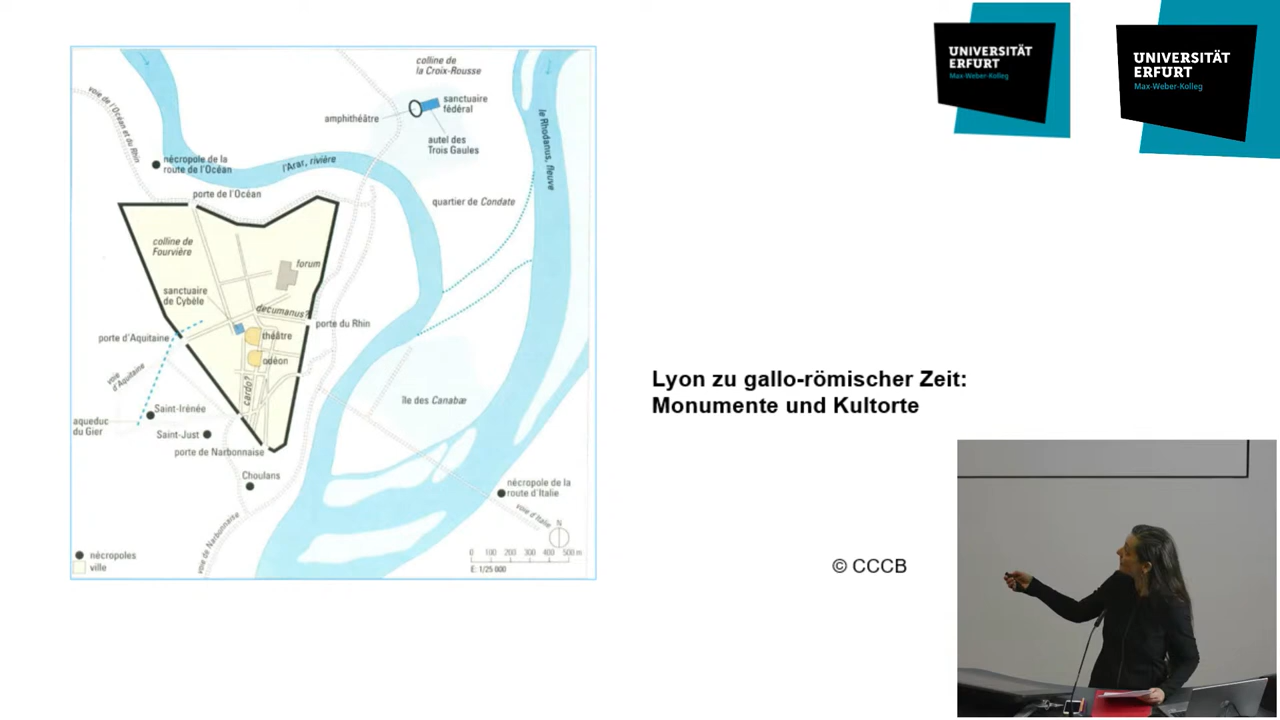 UNIVERSITÄT
ERFURT
Max-Weber-Kolleg
UNIVERSITÄT
ERFURT
Max-Weber-Kolleg
colline de
la Croix-Rousse
voie de l'Océan et du Rhin
amphithéâtre
sanctuaire
fédéral
autel des
Trois Gaules
le Rhodanus, fleuve
nécropole de la
route de l'Océan
l'Arar, rivière
porte de l'Océan
quartier de Condate
colline de
Fourvière
forum
sanctuaire
de Cybèle
decumanus?
porte du Rhin
porte d'Aquitaine
théâtre
odéon
voie
d'Aquitaine
cardo?
île des Canabæ
Saint-Irénée
aqueduc
du Gier
Saint-Just
porte de Narbonnaise
Choulans
nécropole de la
route d'Italie
voie d'Italie
voie de Narbonnaise
N
nécropoles
ville
0 100 200 300 400 500 m
E: 1/25 000
Lyon zu gallo-römischer Zeit:
Monumente und Kultorte
© CCCB